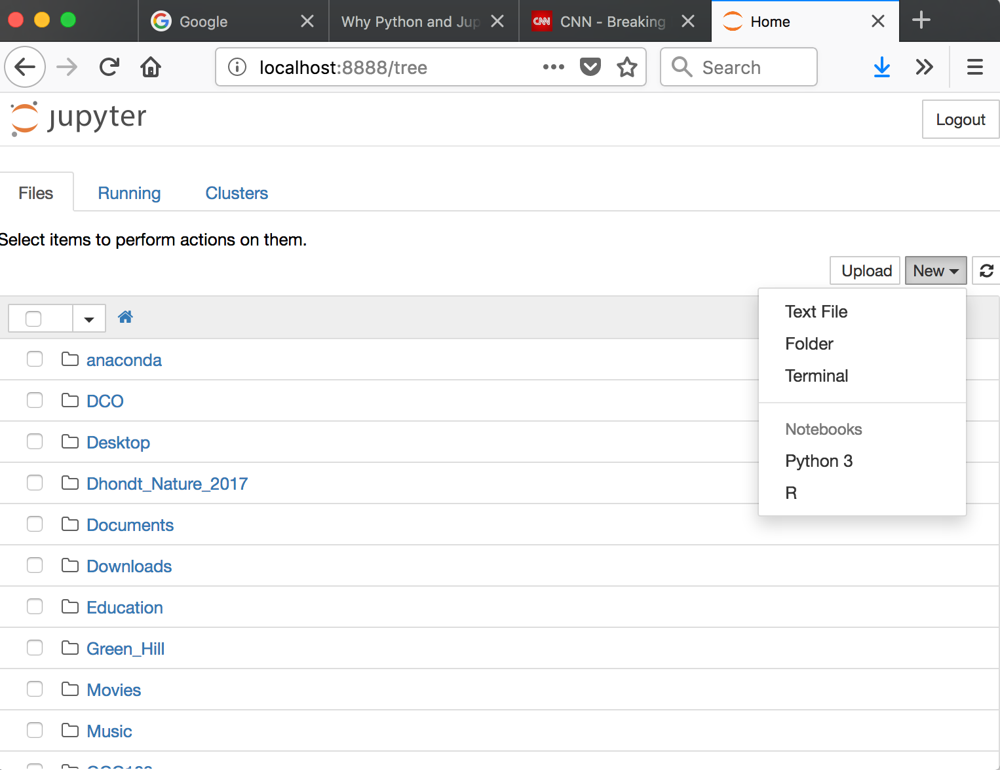 Google
Why Python and Jup
CNN
CNN - Breaking
Home
localhost:8888/tree
Search
jupyter
Logout
Files
Running
Clusters
Select items to perform actions on them.
Upload
New
Text File
Folder
Terminal
Notebooks
Python 3
R
anaconda
DCO
Desktop
Dhondt_Nature_2017
Documents
Downloads
Education
Green_Hill
Movies
Music